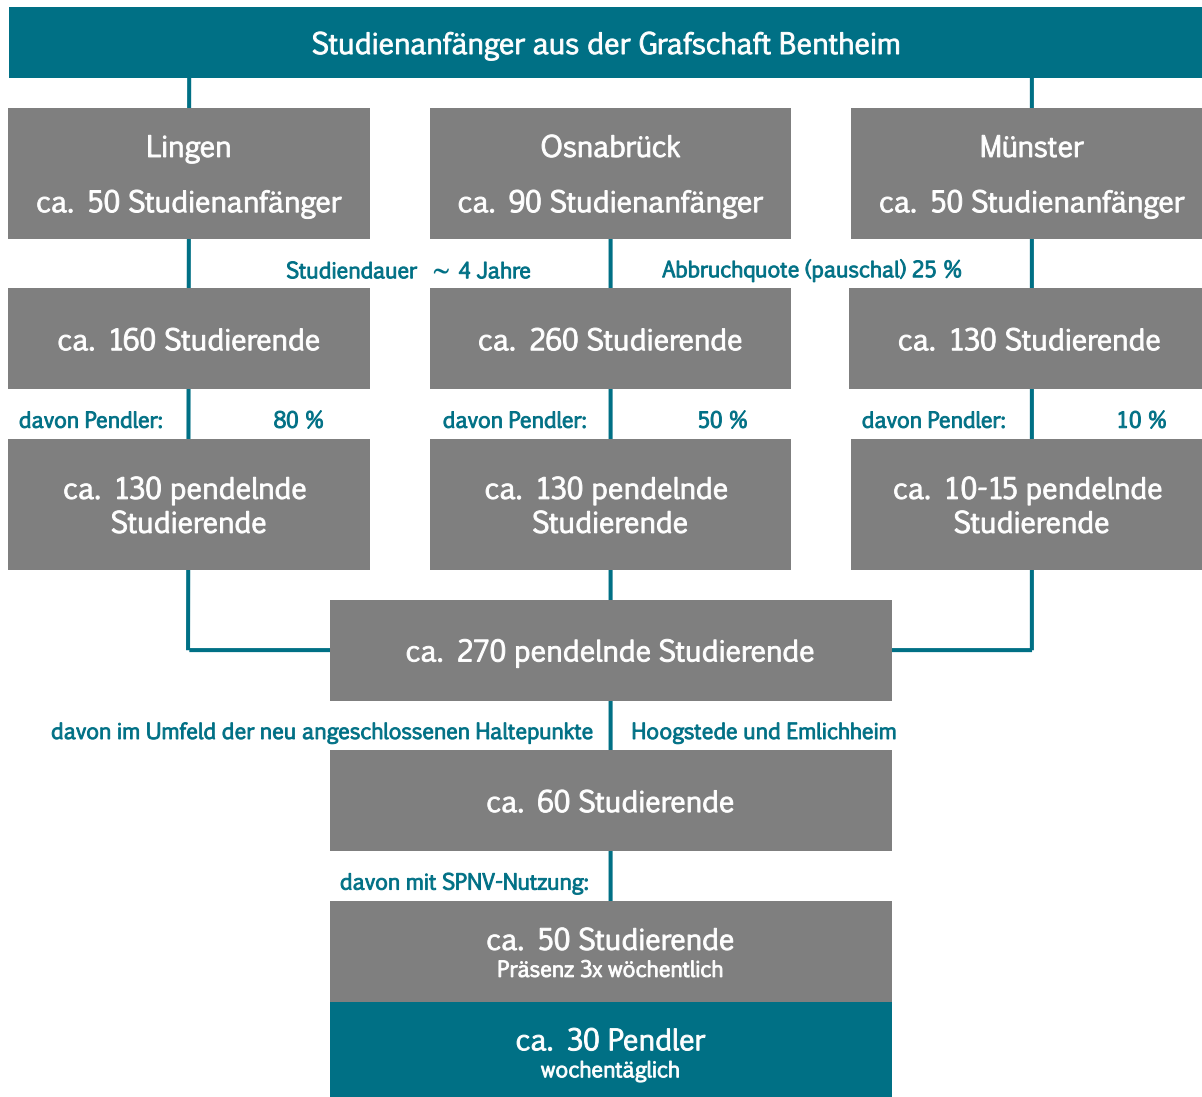 Studienanfänger aus der Grafschaft Bentheim
Lingen
ca. 50 Studienanfänger
Osnabrück
ca. 90 Studienanfänger
Münster
ca. 50 Studienanfänger
Studiendauer ~ 4 Jahre
Abbruchquote (pauschal) 25 %
ca. 160 Studierende
ca. 260 Studierende
ca. 130 Studierende
davon Pendler: 80 %
davon Pendler: 50 %
davon Pendler: 10 %
ca. 130 pendelnde
Studierende
ca. 130 pendelnde
Studierende
ca. 10-15 pendelnde
Studierende
ca. 270 pendelnde Studierende
davon im Umfeld der neu angeschlossenen Haltepunkte Hoogstede und Emlichheim
ca. 60 Studierende
davon mit SPNV-Nutzung:
ca. 50 Studierende
Präsenz 3x wöchentlich
ca. 30 Pendler
wochentäglich